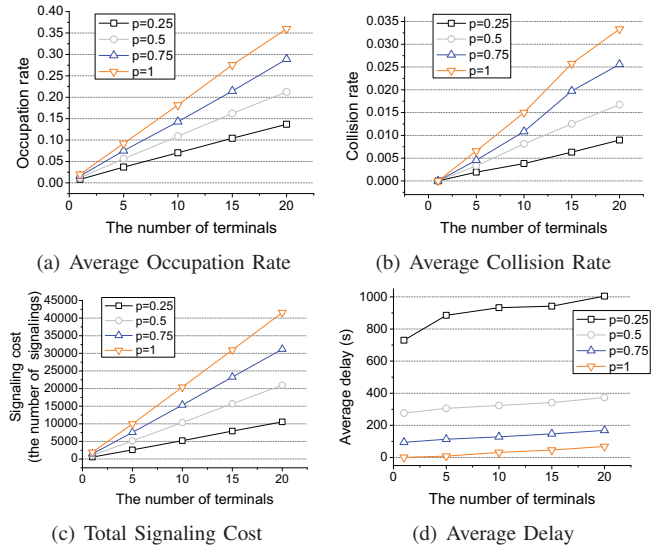 0.40
0.35
0.30
0.25
0.20
0.15
0.10
0.05
0.00
Occupation rate
p=0.25
p=0.5
p=0.75
p=1
0 5 10 15 20
The number of terminals
(a) Average Occupation Rate
0.035
0.030
0.025
0.020
0.015
0.010
0.005
0.000
Collision rate
p=0.25
p=0.5
p=0.75
p=1
0 5 10 15 20
The number of terminals
(b) Average Collision Rate
45000
40000
35000
30000
25000
20000
15000
10000
5000
0
Signaling cost
(the number of signalings)
p=0.25
p=0.5
p=0.75
p=1
0 5 10 15 20
The number of terminals
(c) Total Signaling Cost
1000
800
600
400
200
0
Average delay (s)
p=0.25
p=0.5
p=0.75
p=1
0 5 10 15 20
The number of terminals
(d) Average Delay